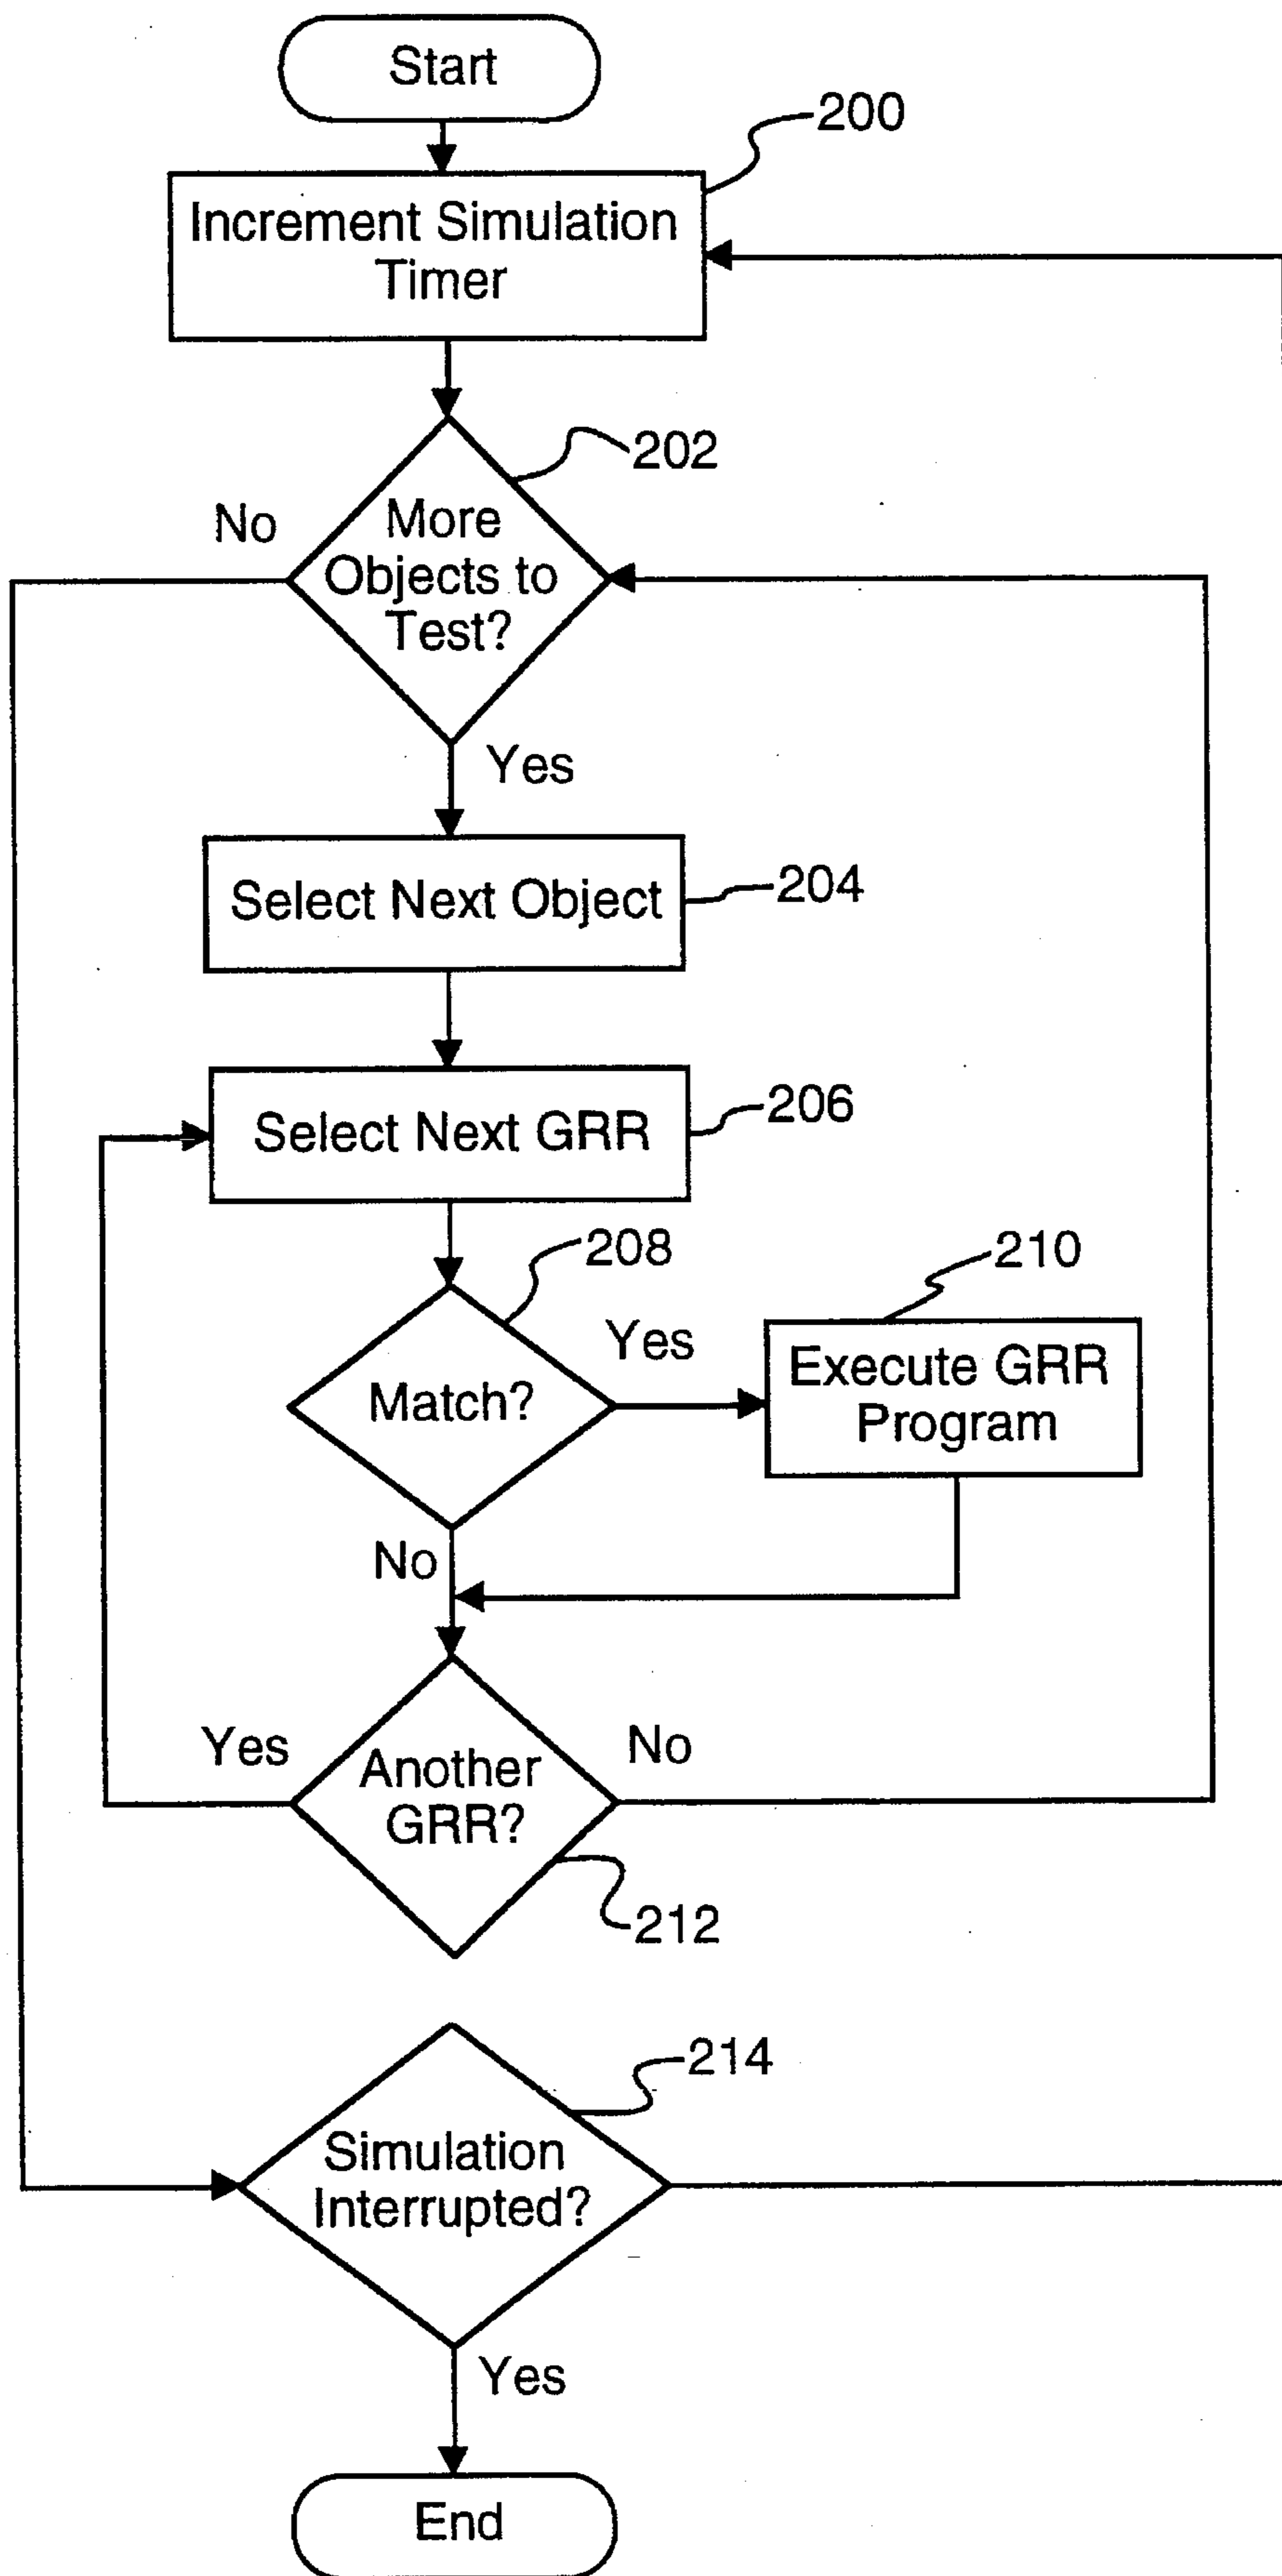 Start
200
Increment Simulation
Timer
202
No
More
Objects to
Test?
Yes
Select Next Object
204
Select Next GRR
206
208
210
Yes
Match?
Execute GRR
Program
No
Yes
Another
GRR?
No
212
214
Simulation
Interrupted?
Yes
End